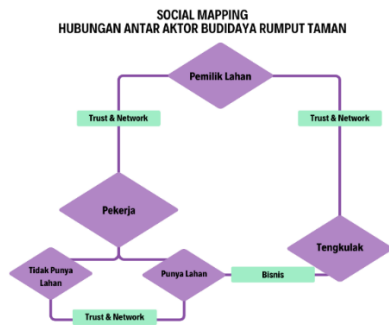 SOCIAL MAPPING
HUBUNGAN ANTAR AKTOR BUDIDAYA RUMPUT TAMAN
Pemilik Lahan
Trust & Network
Trust & Network
Pekerja
Tengkulak
Tidak Punya
Lahan
Punya Lahan
Bisnis
Trust & Network